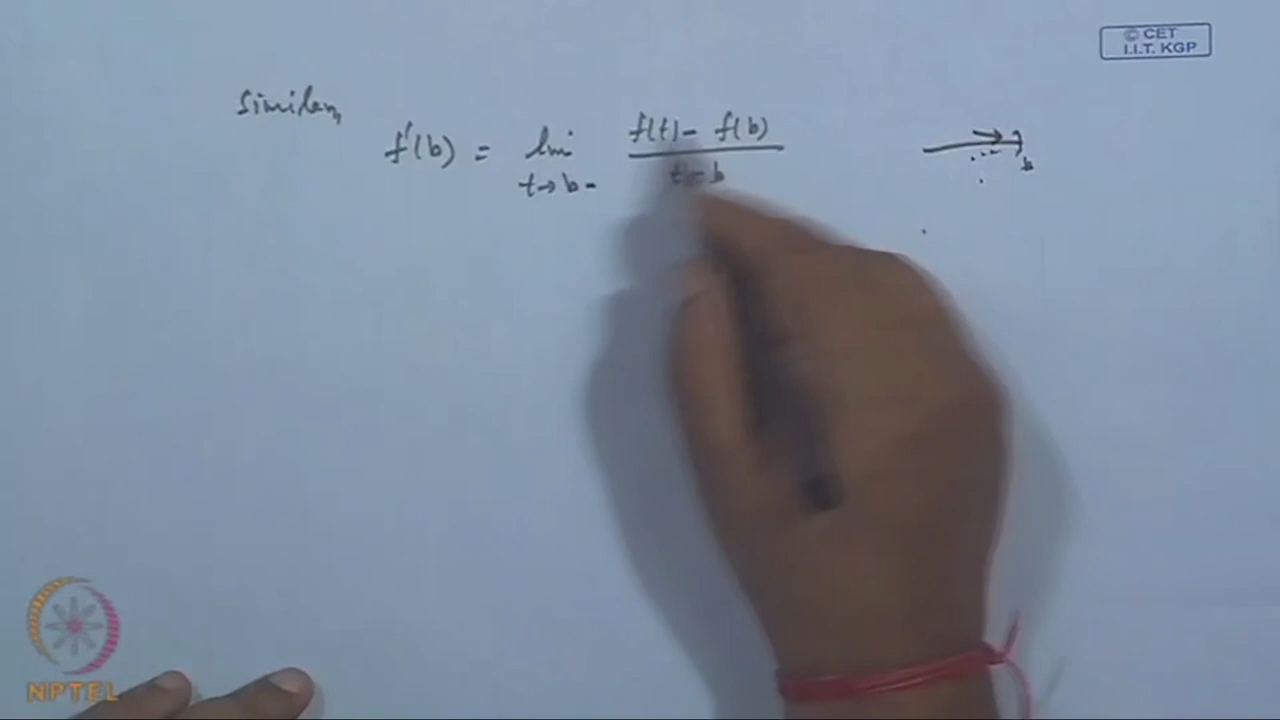 © CET
I.I.T. KGP
Similarly
f'(b) = lim t→b- f(t) - f(b) / t - b
b
NPTEL